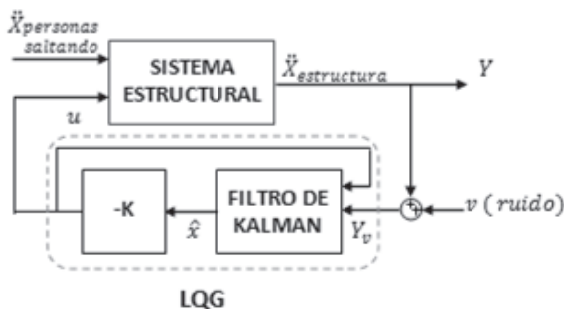 Ẍpersonas
saltando
SISTEMA
ESTRUCTURAL
Ẍestructura
Y
u
-K
FILTRO DE
KALMAN
x̂
Yv
v ( ruido)
LQG